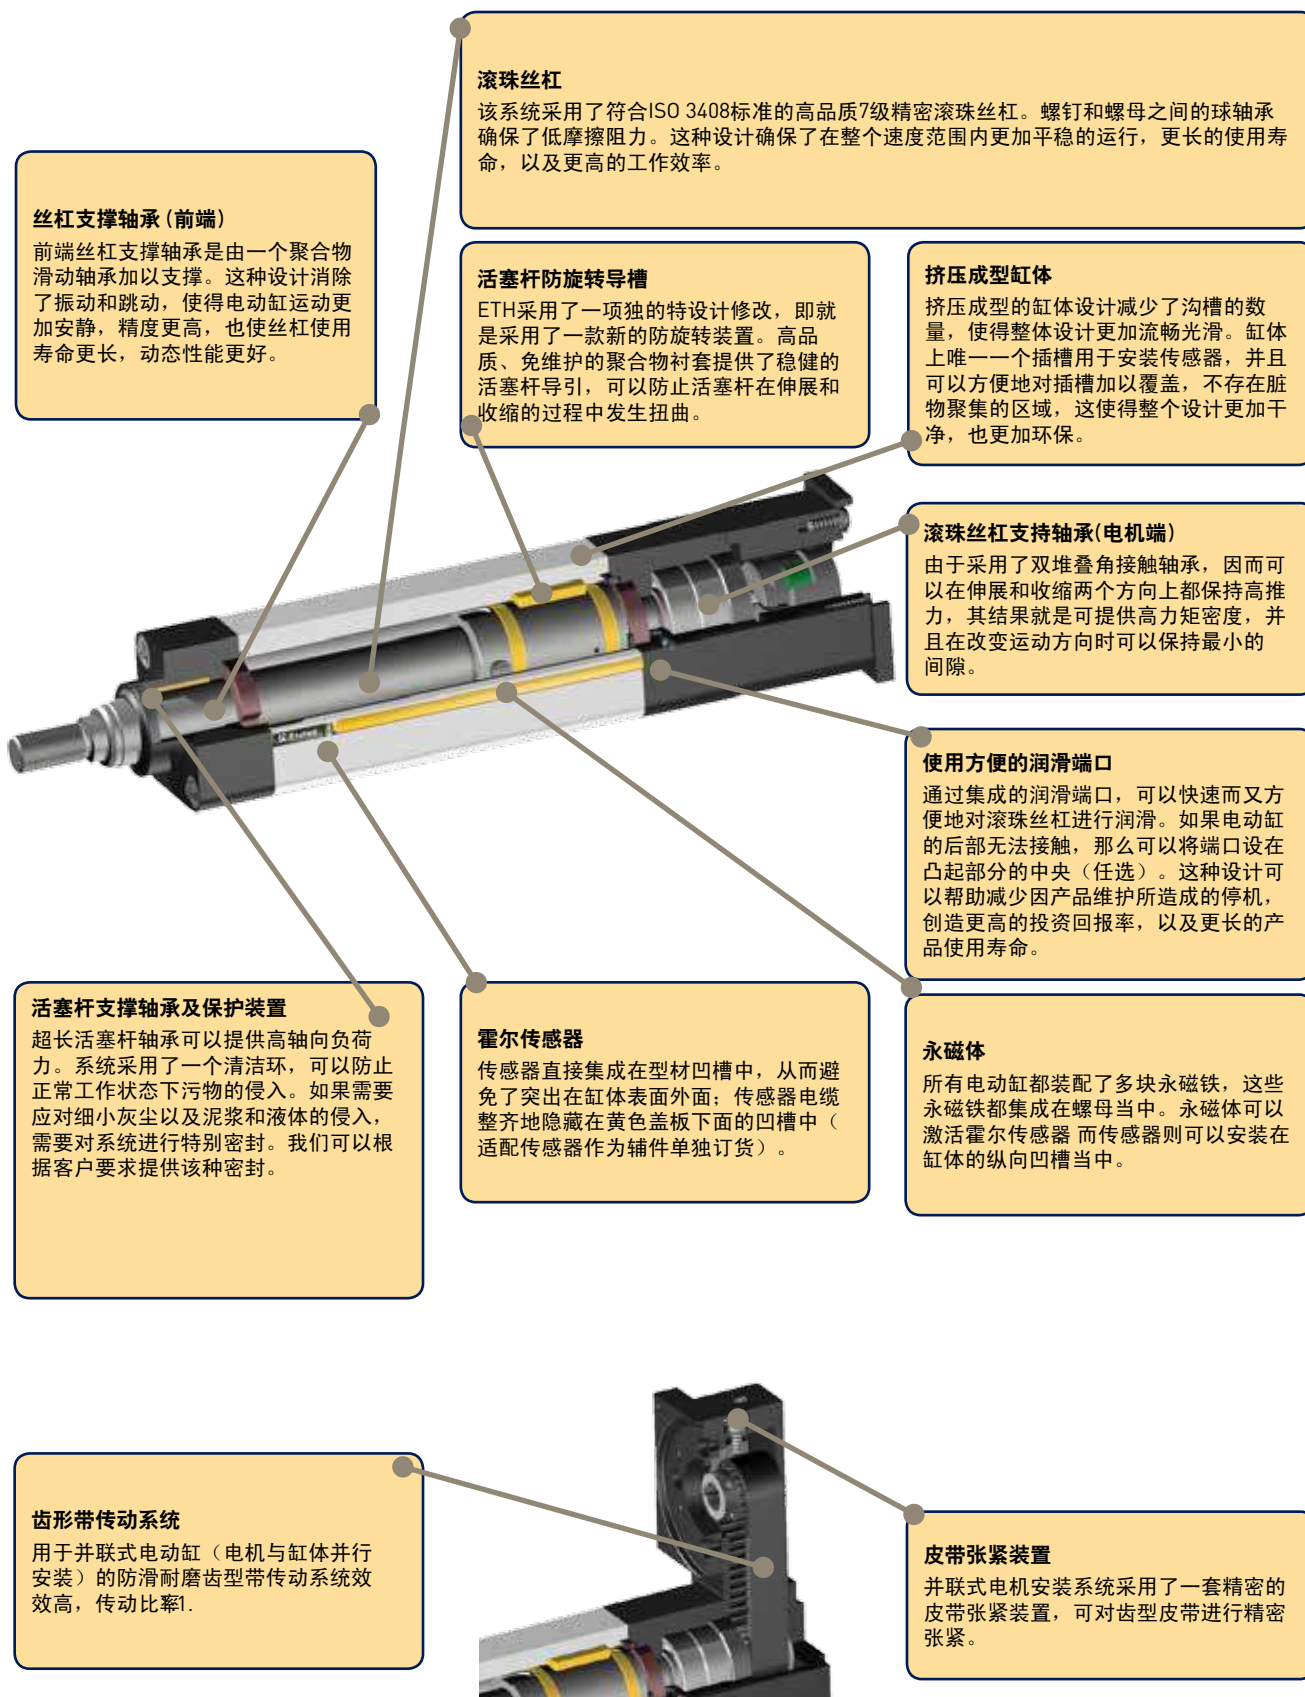 滚珠丝杠
该系统采用了符合ISO 3408标准的高品质7级精密滚珠丝杠。螺钉和螺母之间的球轴承
确保了低摩擦阻力。这种设计确保了在整个速度范围内更加平稳的运行，更长的使用寿
命，以及更高的工作效率。
丝杠支撑轴承（前端）
前端丝杠支撑轴承是由一个聚合物
滑动轴承加以支撑。这种设计消除
了振动和跳动，使得电动缸运动更
加安静，精度更高，也使丝杠使用
寿命更长，动态性能更好。
活塞杆防旋转导槽
ETH采用了一项独的特设计修改，即就
是采用了一款新的防旋转装置。高品
质、免维护的聚合物衬套提供了稳健的
活塞杆导引，可以防止活塞杆在伸展和
收缩的过程中发生扭曲。
挤压成型缸体
挤压成型的缸体设计减少了沟槽的数
量，使得整体设计更加流畅光滑。缸体
上唯一一个插槽用于安装传感器，并且
可以方便地对插槽加以覆盖，不存在脏
物聚集的区域，这使得整个设计更加干
净，也更加环保。
滚珠丝杠支持轴承(电机端)
由于采用了双堆叠角接触轴承，因而可
以在伸展和收缩两个方向上都保持高推
力，其结果就是可提供高力矩密度，并
且在改变运动方向时可以保持最小的
间隙。
使用方便的润滑端口
通过集成的润滑端口，可以快速而又方
便地对滚珠丝杠进行润滑。如果电动缸
的后部无法接触，那么可以将端口设在
凸起部分的中央（任选）。这种设计可
以帮助减少因产品维护所造成的停机，
创造更高的投资回报率，以及更长的产
品使用寿命。
活塞杆支撑轴承及保护装置
超长活塞杆轴承可以提供高轴向负荷
力。系统采用了一个清洁环，可以防止
正常工作状态下污物的侵入。如果需要
应对细小灰尘以及泥浆和液体的侵入，
需要对系统进行特别密封。我们可以根
据客户要求提供该种密封。
霍尔传感器
传感器直接集成在型材凹槽中，从而避
免了突出在缸体表面外面；传感器电缆
整齐地隐藏在黄色盖板下面的凹槽中（
适配传感器作为辅件单独订货）。
永磁体
所有电动缸都装配了多块永磁铁，这些
永磁铁都集成在螺母当中。永磁体可以
激活霍尔传感器 而传感器则可以安装在
缸体的纵向凹槽当中。
齿形带传动系统
用于并联式电动缸（电机与缸体并行
安装）的防滑耐磨齿型带传动系统效
效高，传动比率1.
皮带张紧装置
并联式电机安装系统采用了一套精密的
皮带张紧装置，可对齿型皮带进行精密
张紧。